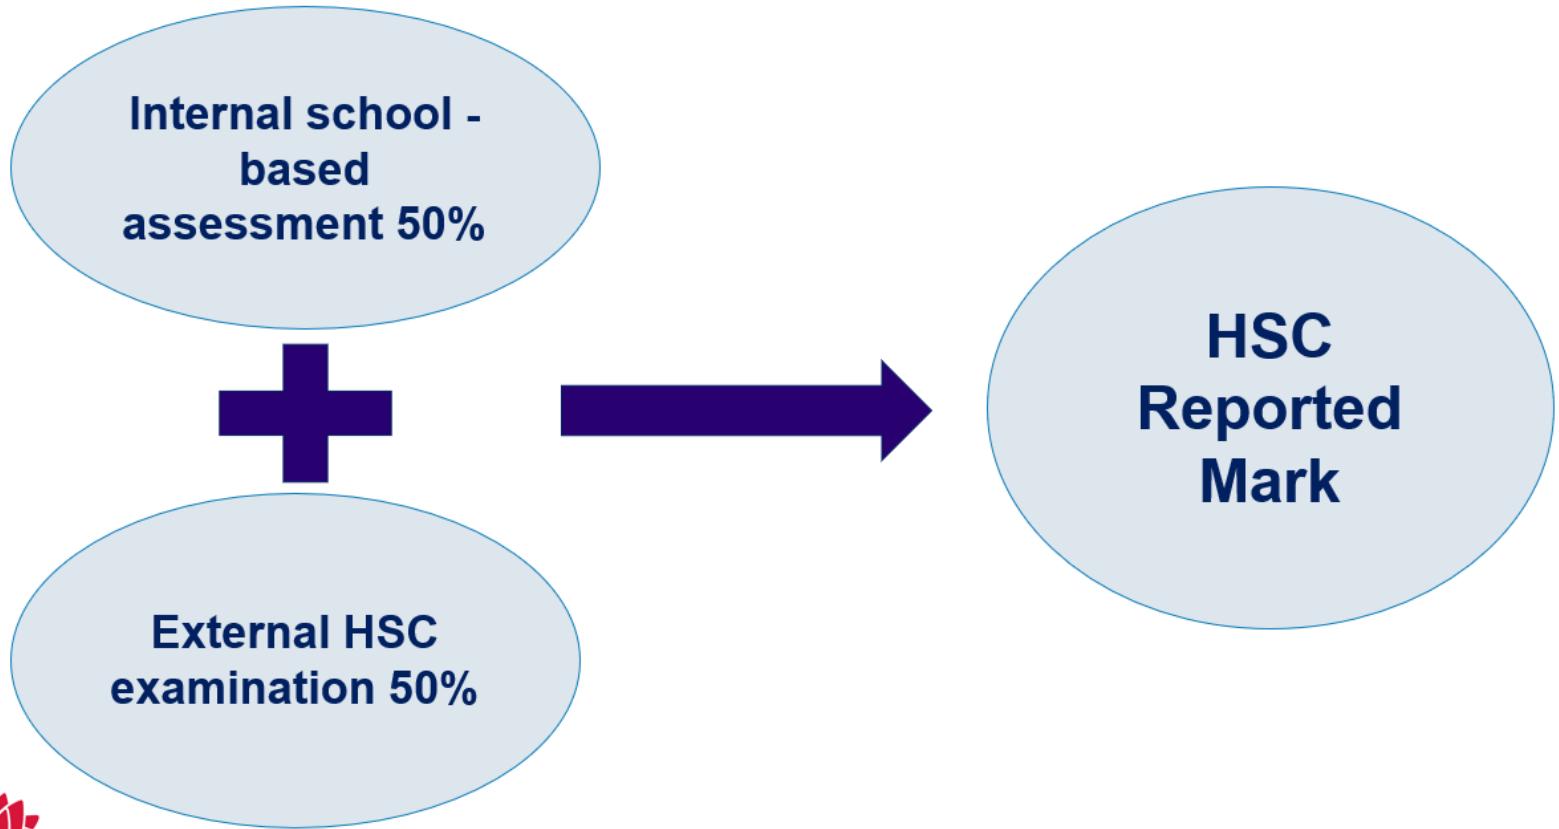 Internal school -
based
assessment 50%
External HSC
examination 50%
HSC
Reported
Mark